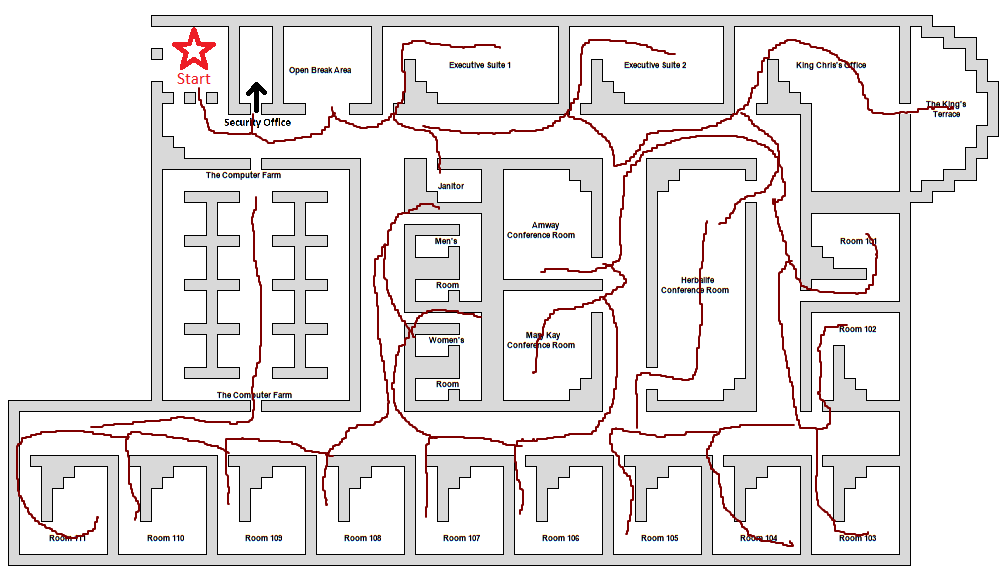 Start
Open Break Area
Executive Suite 1
Executive Suite 2
King Chris's Office
The King's
Terrace
Security Office
The Computer Farm
Janitor
Amway
Conference Room
Men's
Room
Room 101
Herbalife
Conference Room
Mary Kay
Conference Room
Women's
Room
Room 102
The Computer Farm
Room 111
Room 110
Room 109
Room 108
Room 107
Room 106
Room 105
Room 104
Room 103